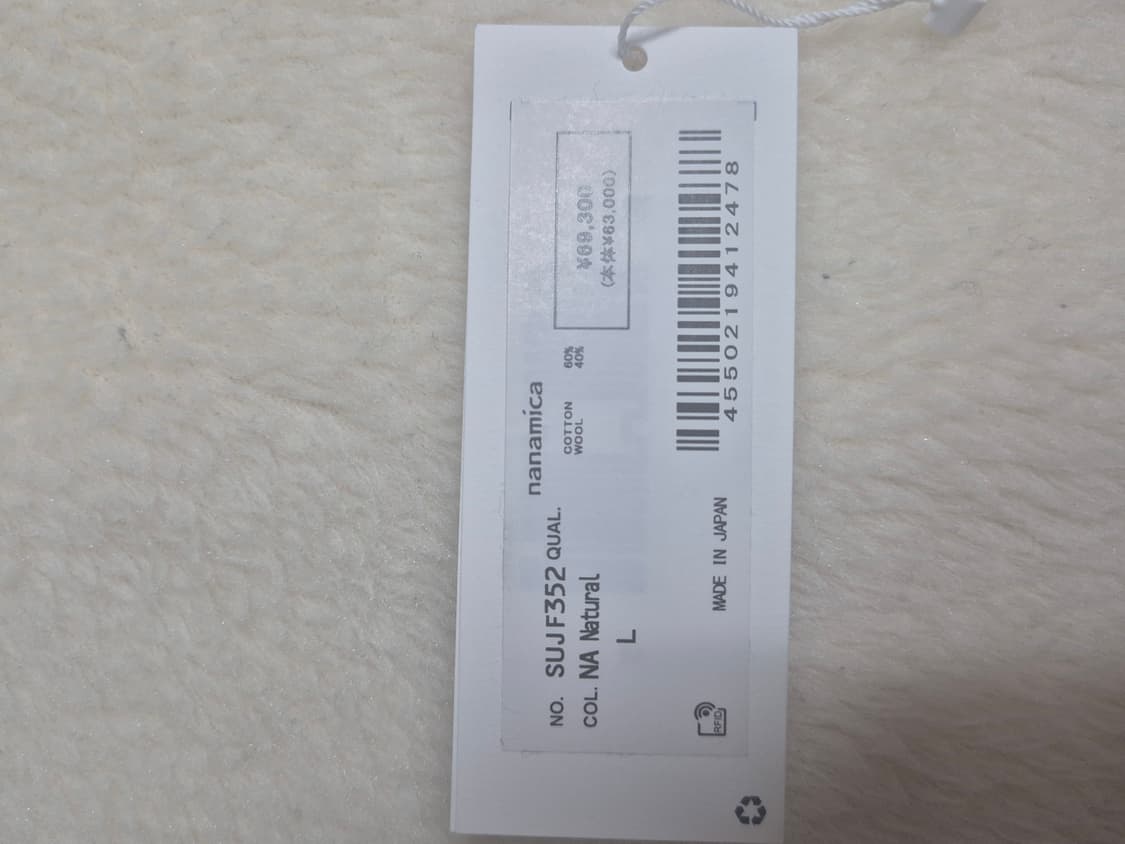 nanamica
NO. SUJF352 QUAL.
COTTON 60%
WOOL 40%
COL. NA Natural
L
¥69,300
(本体¥63,000)
MADE IN JAPAN
4550219412478
RFID